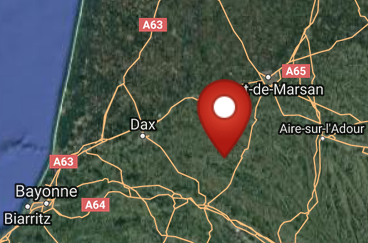 A63
A65
t-de-Marsan
Dax
Aire-sur-l'Adour
A63
Bayonne
A64
Biarritz